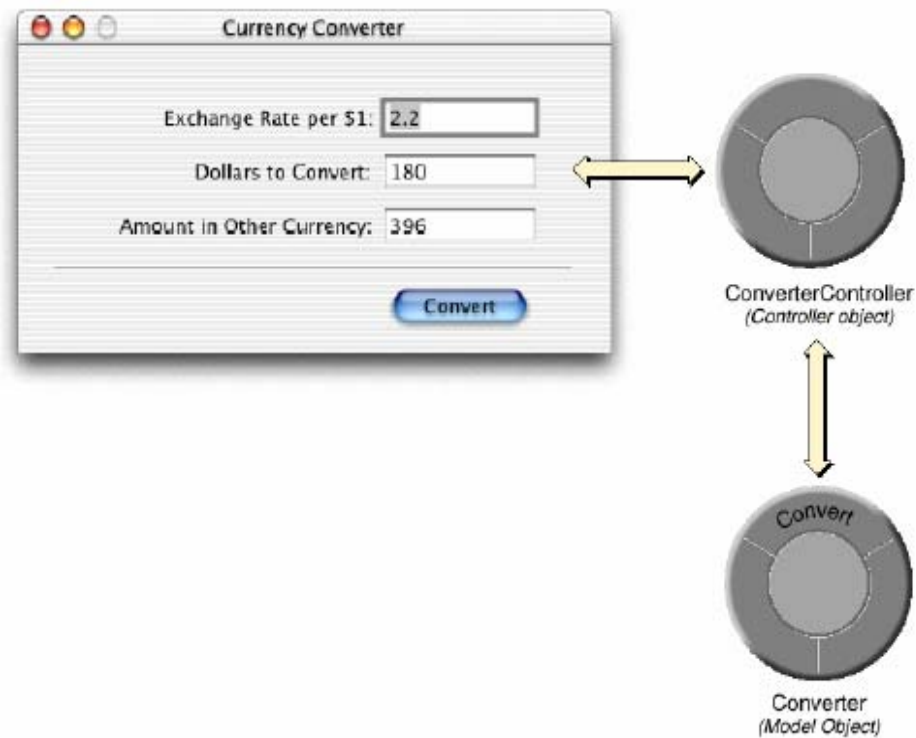 Currency Converter
Exchange Rate per $1: 2.2
Dollars to Convert: 180
Amount in Other Currency: 396
Convert
ConverterController
(Controller object)
Convert
Converter
(Model Object)